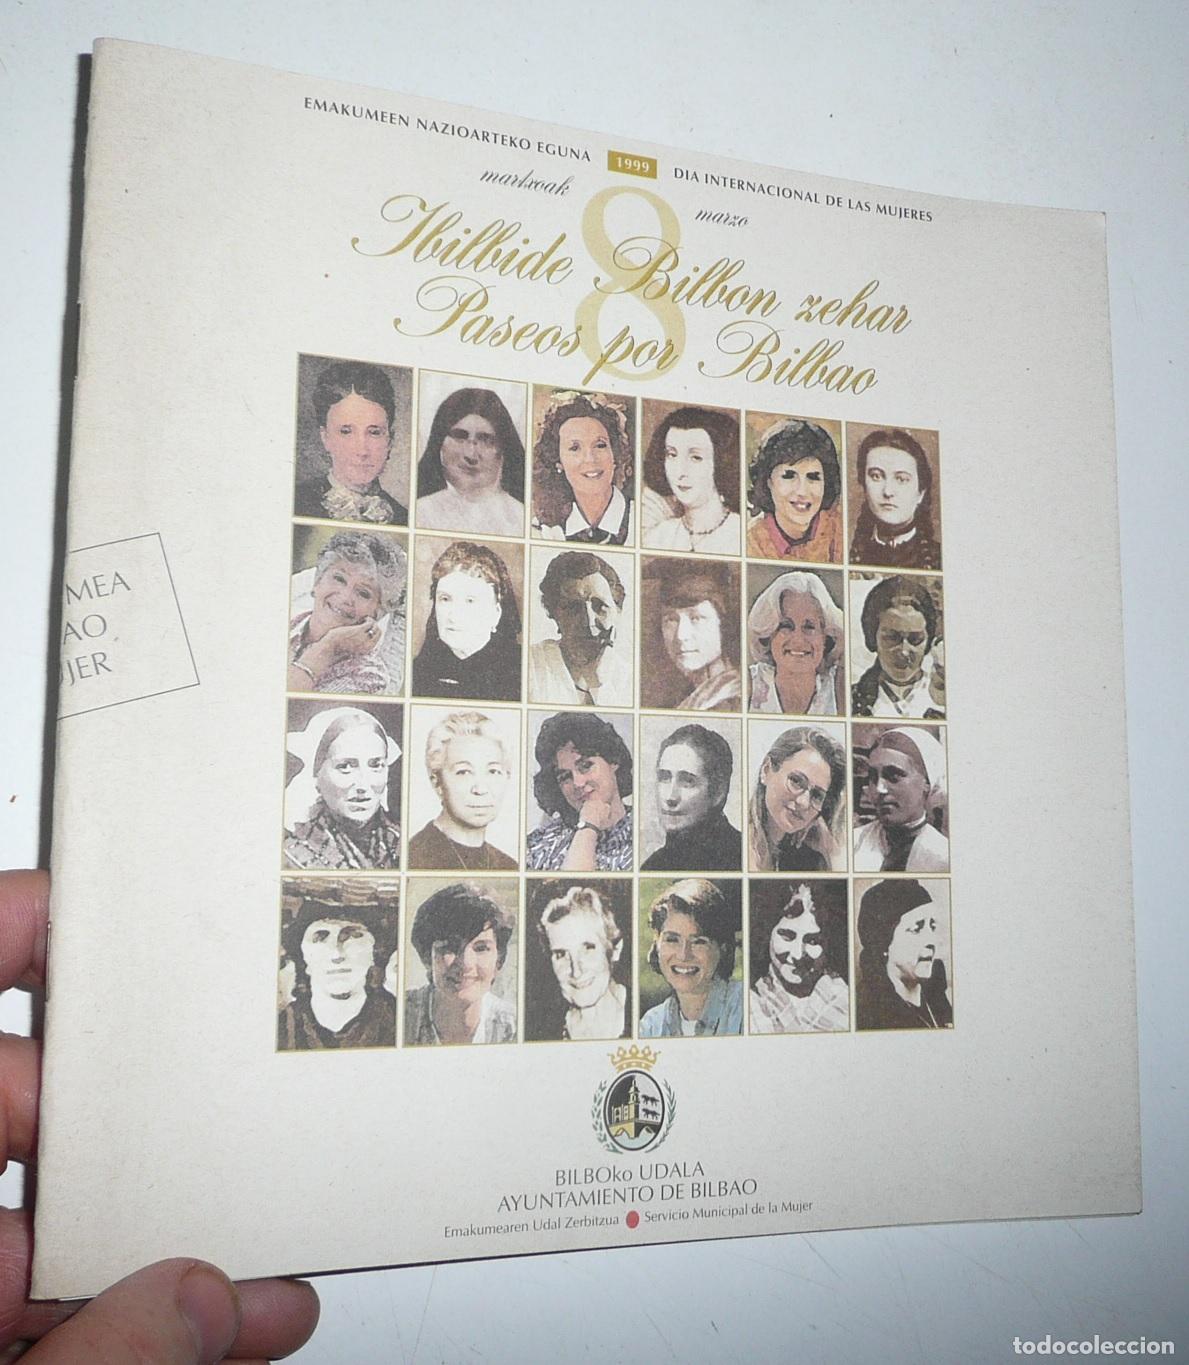 EMAKUMEEN NAZIOARTEKO EGUNA 1999 DIA INTERNACIONAL DE LAS MUJERES
martxoak 8 marzo
Ibilbide Bilbon zehar
Paseos por Bilbao
MEA
AO
JER
BILBOko UDALA
AYUNTAMIENTO DE BILBAO
Emakumearen Udal Zerbitzua Servicio Municipal de la Mujer
todocoleccion